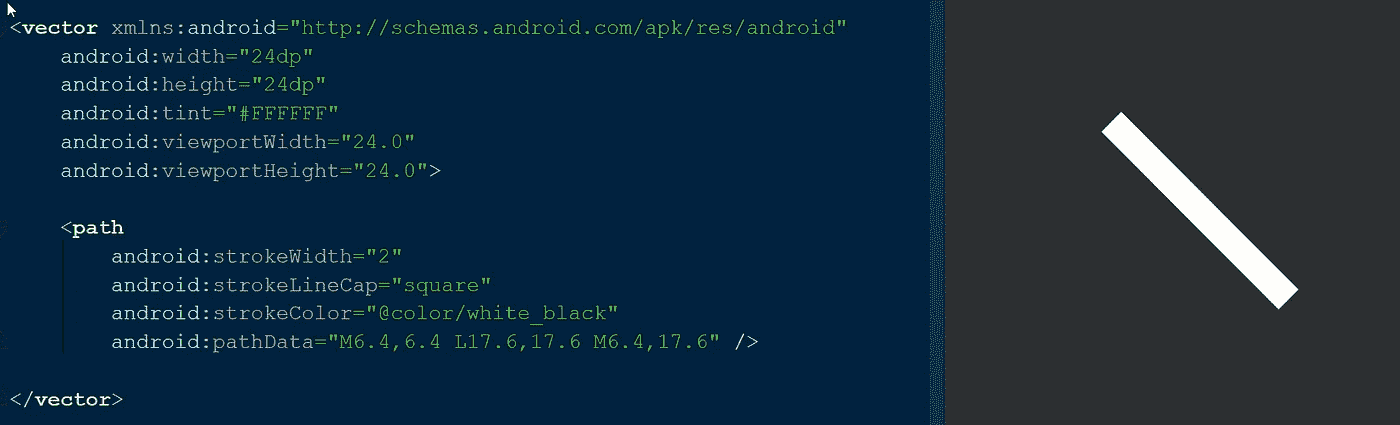 <vector xmlns:android="http://schemas.android.com/apk/res/android"
    android:width="24dp"
    android:height="24dp"
    android:tint="#FFFFFF"
    android:viewportWidth="24.0"
    android:viewportHeight="24.0">
    <path
        android:strokeWidth="2"
        android:strokeLineCap="square"
        android:strokeColor="@color/white_black"
        android:pathData="M6.4,6.4 L17.6,17.6 M6.4,17.6" />
</vector>